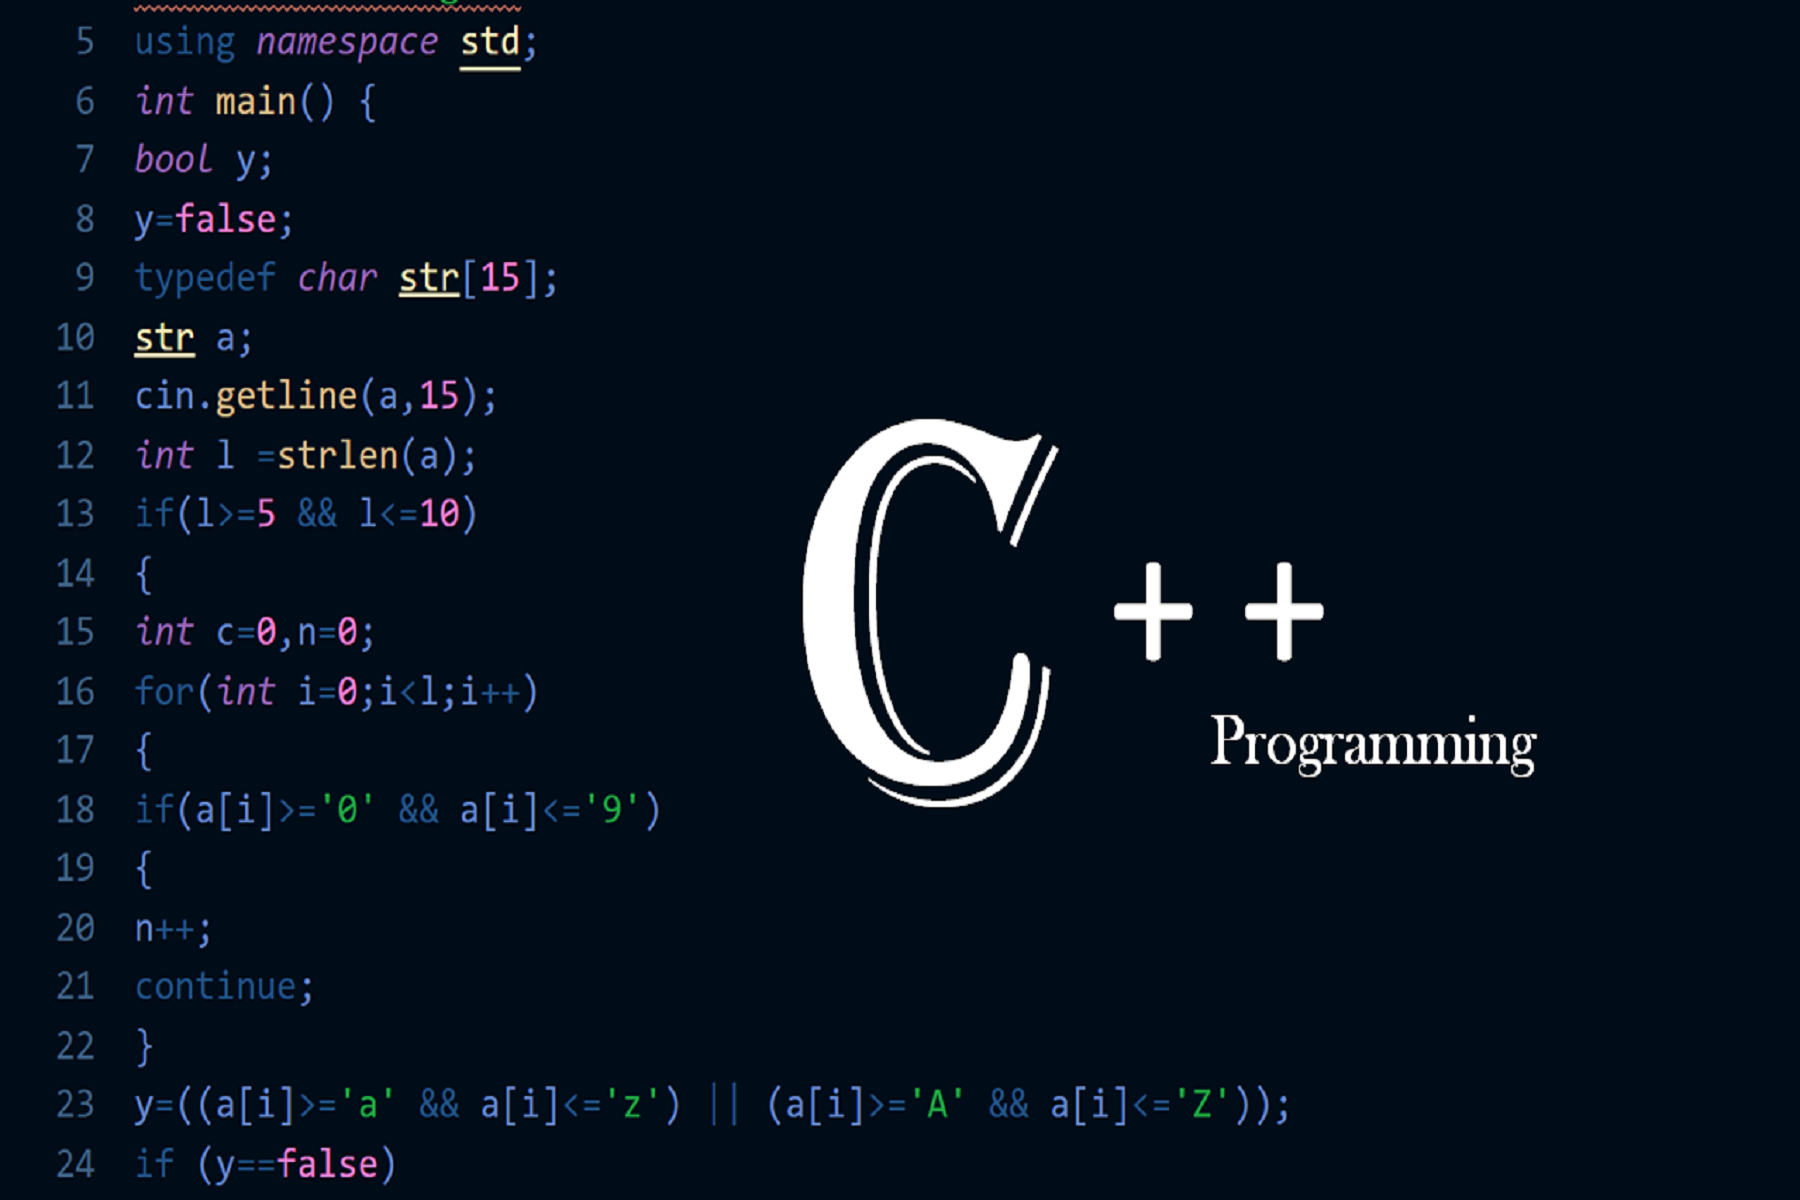 5 using namespace std;
6 int main() {
7 bool y;
8 y=false;
9 typedef char str[15];
10 str a;
11 cin.getline(a,15);
12 int l =strlen(a);
13 if(l>=5 && l<=10)
14 {
15 int c=0,n=0;
16 for(int i=0;i<l;i++)
17 {
18 if(a[i]>='0' && a[i]<='9')
19 {
20 n++;
21 continue;
22 }
23 y=((a[i]>='a' && a[i]<='z') || (a[i]>='A' && a[i]<='Z'));
24 if (y==false)
C++
Programming